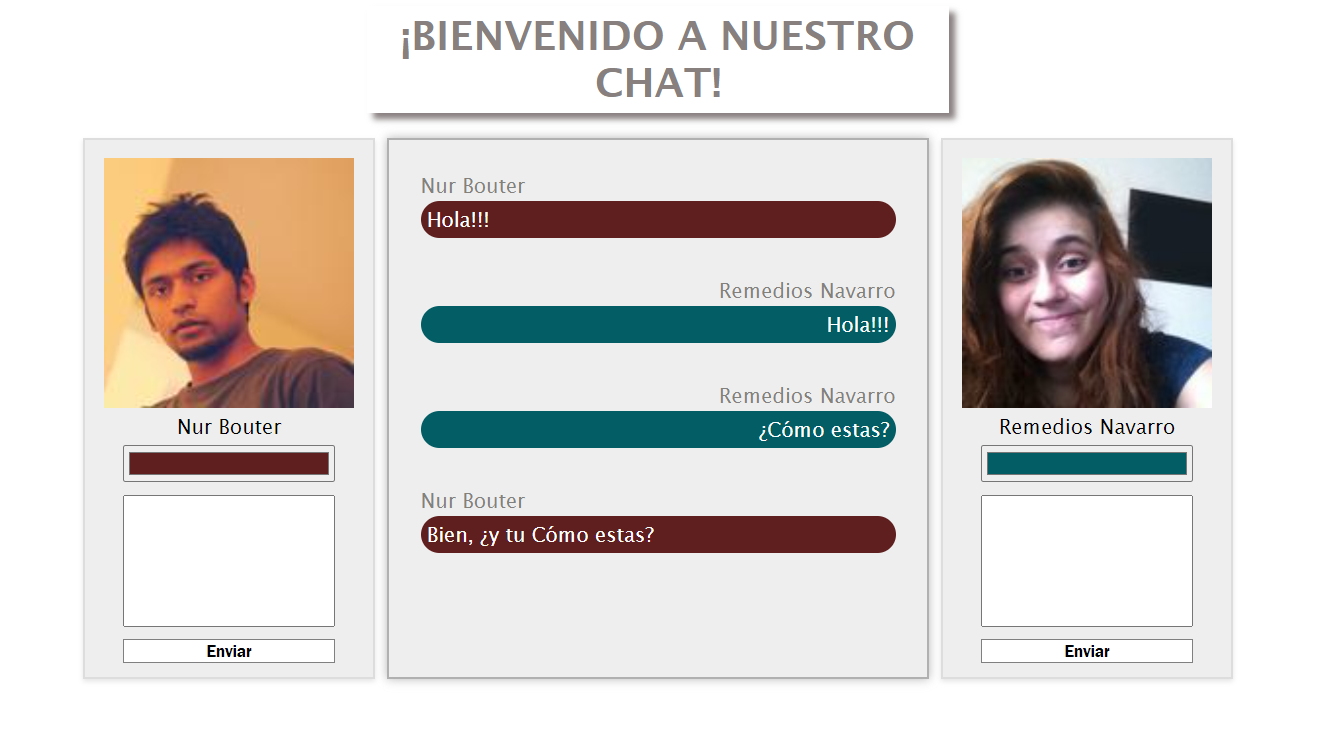 ¡BIENVENIDO A NUESTRO
CHAT!
Nur Bouter
Hola!!!
Remedios Navarro
Hola!!!
Remedios Navarro
¿Cómo estas?
Nur Bouter
Bien, ¿y tu Cómo estas?
Nur Bouter
Enviar
Remedios Navarro
Enviar